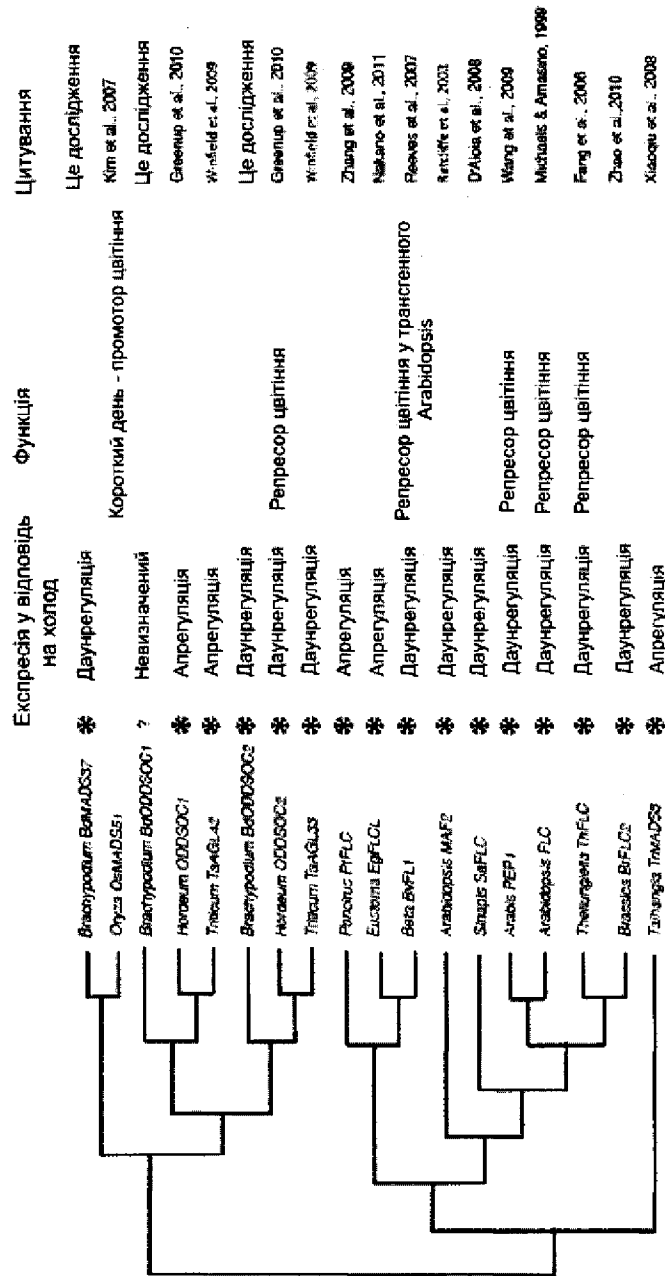 Експресія у відповідь на холод
Функція
Цитування
Brachypodium BdMADS37 Даунрегуляція Це дослідження
Oryza OsMADS51 Короткий день - промотор цвітіння Kim et al., 2007
Brachypodium BdODDSOC1 ? Невизначений Це дослідження
Hordeum ODDSOC1 Апрегуляція Greenup et al., 2010
Triticum TaAGL42 Апрегуляція Winfield et al., 2009
Brachypodium BdODDSOC2 Даунрегуляція Це дослідження
Hordeum ODDSOC2 Даунрегуляція Репресор цвітіння Greenup et al., 2010
Triticum TaAGL33 Даунрегуляція Winfield et al., 2009
Poncirus PtFLC Апрегуляція Zhang et al., 2009
Eustoma EgFLCL Апрегуляція Nakano et al., 2011
Beta BvFL1 Даунрегуляція Репресор цвітіння у трансгенного Arabidopsis Reeves et al., 2007
Arabidopsis MAF2 Даунрегуляція Ratcliffe et al., 2003
Sinapis SaFLC Даунрегуляція D'Aloia et al., 2008
Arabis PEP1 Даунрегуляція Репресор цвітіння Wang et al., 2009
Arabidopsis FLC Даунрегуляція Репресор цвітіння Michaels & Amasino, 1999
Thellungiella ThFLC Даунрегуляція Репресор цвітіння Fang et al., 2006
Brassica BrFLC2 Даунрегуляція Zhao et al.,2010
Taihangia TrMADS3 Апрегуляція Xiaoqiu et al., 2008